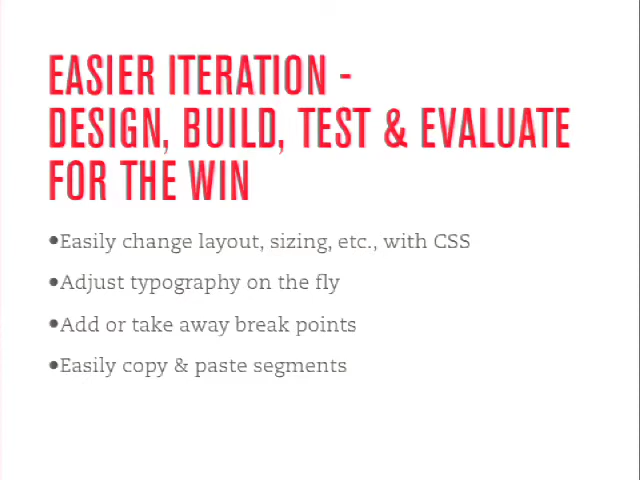 EASIER ITERATION -
DESIGN, BUILD, TEST & EVALUATE
FOR THE WIN
•Easily change layout, sizing, etc., with CSS
•Adjust typography on the fly
•Add or take away break points
•Easily copy & paste segments